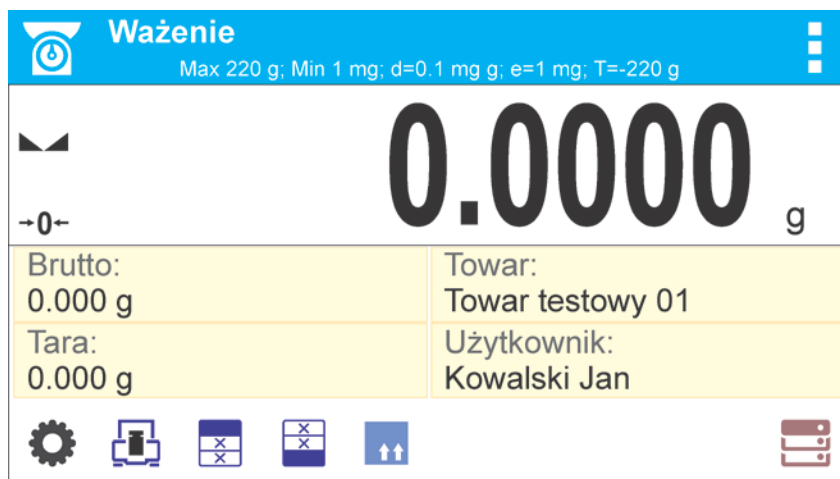 Ważenie
Max 220 g; Min 1 mg; d=0.1 mg g; e=1 mg; T=-220 g
0.0000 g
→0←
Brutto:
0.000 g
Towar:
Towar testowy 01
Tara:
0.000 g
Użytkownik:
Kowalski Jan